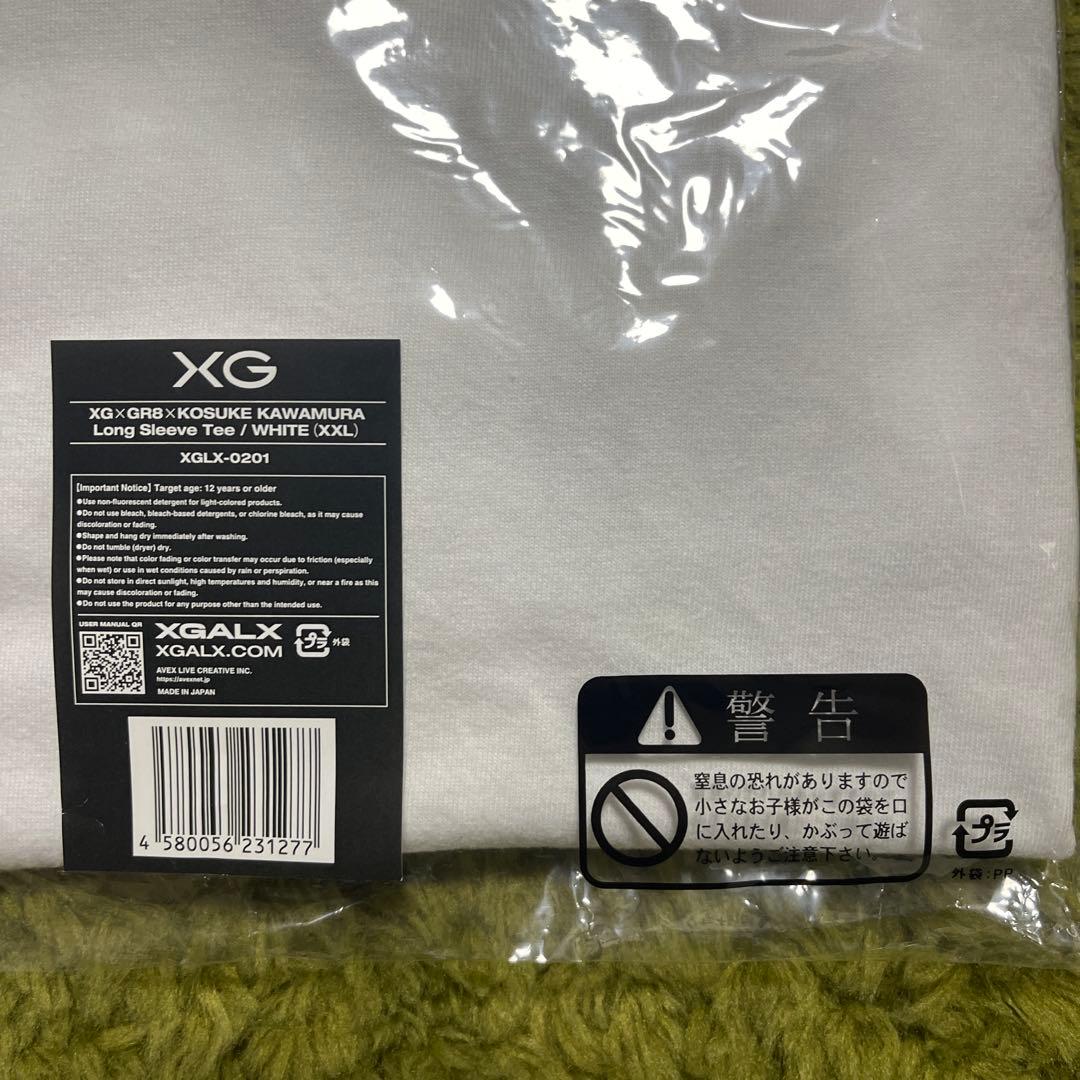 XG
XG×GR8×KOSUKE KAWAMURA
Long Sleeve Tee / WHITE (XXL)
XGLX-0201
【Important Notice】Target age: 12 years or older
●Use non-fluorescent detergent for light-colored products.
●Do not use bleach, bleach-based detergents, or chlorine bleach, as it may cause
discoloration or fading.
●Shape and hang dry immediately after washing.
●Do not tumble (dryer) dry.
●Please note that color fading or color transfer may occur due to friction (especially
when wet) or use in wet conditions caused by rain or perspiration.
●Do not store in direct sunlight, high temperatures and humidity, or near a fire as this
may cause discoloration or fading.
●Do not use the product for any purpose other than the intended use.
USER MANUAL QR
XGALX
XGALX.COM
プラ 外袋
AVEX LIVE CREATIVE INC.
https://avexnet.jp
MADE IN JAPAN
4 580056 231277
警告
窒息の恐れがありますので
小さなお子様がこの袋を口
に入れたり、かぶって遊ば
ないようご注意下さい。
プラ
外袋:PP